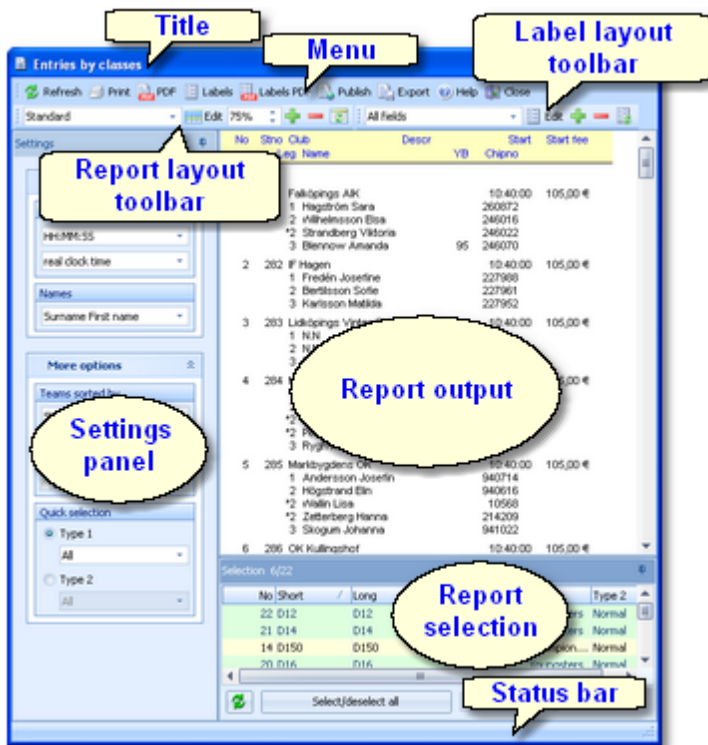 Title
Menu
Label layout
toolbar
Entries by classes
Refresh Print PDF Labels Labels PDF Publish Export Help Close
Standard Edit 75% All fields Edit
Settings
Report layout
toolbar
HH:MM:SS
real clock time
Names
Surname First name
More options
Teams sorted by
Settings
panel
Quick selection
Type 1
All
Type 2
All
No Stno Club Descr Start Start fee
Leg Name YB Chipno
Falköpings AIK 10:40:00 105,00 €
1 Hagström Sara 260872
2 Wilhelmsson Elsa 246016
*2 Strandberg Viktoria 246022
3 Blennow Amanda 95 246070
2 282 IF Hagen 10:40:00 105,00 €
1 Fredén Josefine 227988
2 Bertilsson Sofie 227961
3 Karlsson Matilda 227952
3 283 Lidköpings 10:40:00 105,00 €
1 N.N
2
3
Report output
4 284
*2
3
5 285 Markbygdens OK 10:40:00 105,00 €
1 Andersson Josefin 940714
2 Högstrand Elin 940616
*2 Wallin Lisa 10568
*2 Zetterberg Hanna 214209
3 Skogum Johanna 941022
6 286 OK Kullingshof 10:40:00 105,00 €
Selection 6/22
No Short / Long Type 2
22 D12 D12 Normal
21 D14 D14 Normal
14 D150 D150 Normal
20 D16 D16 Normal
Report
selection
Select/deselect all
Status bar